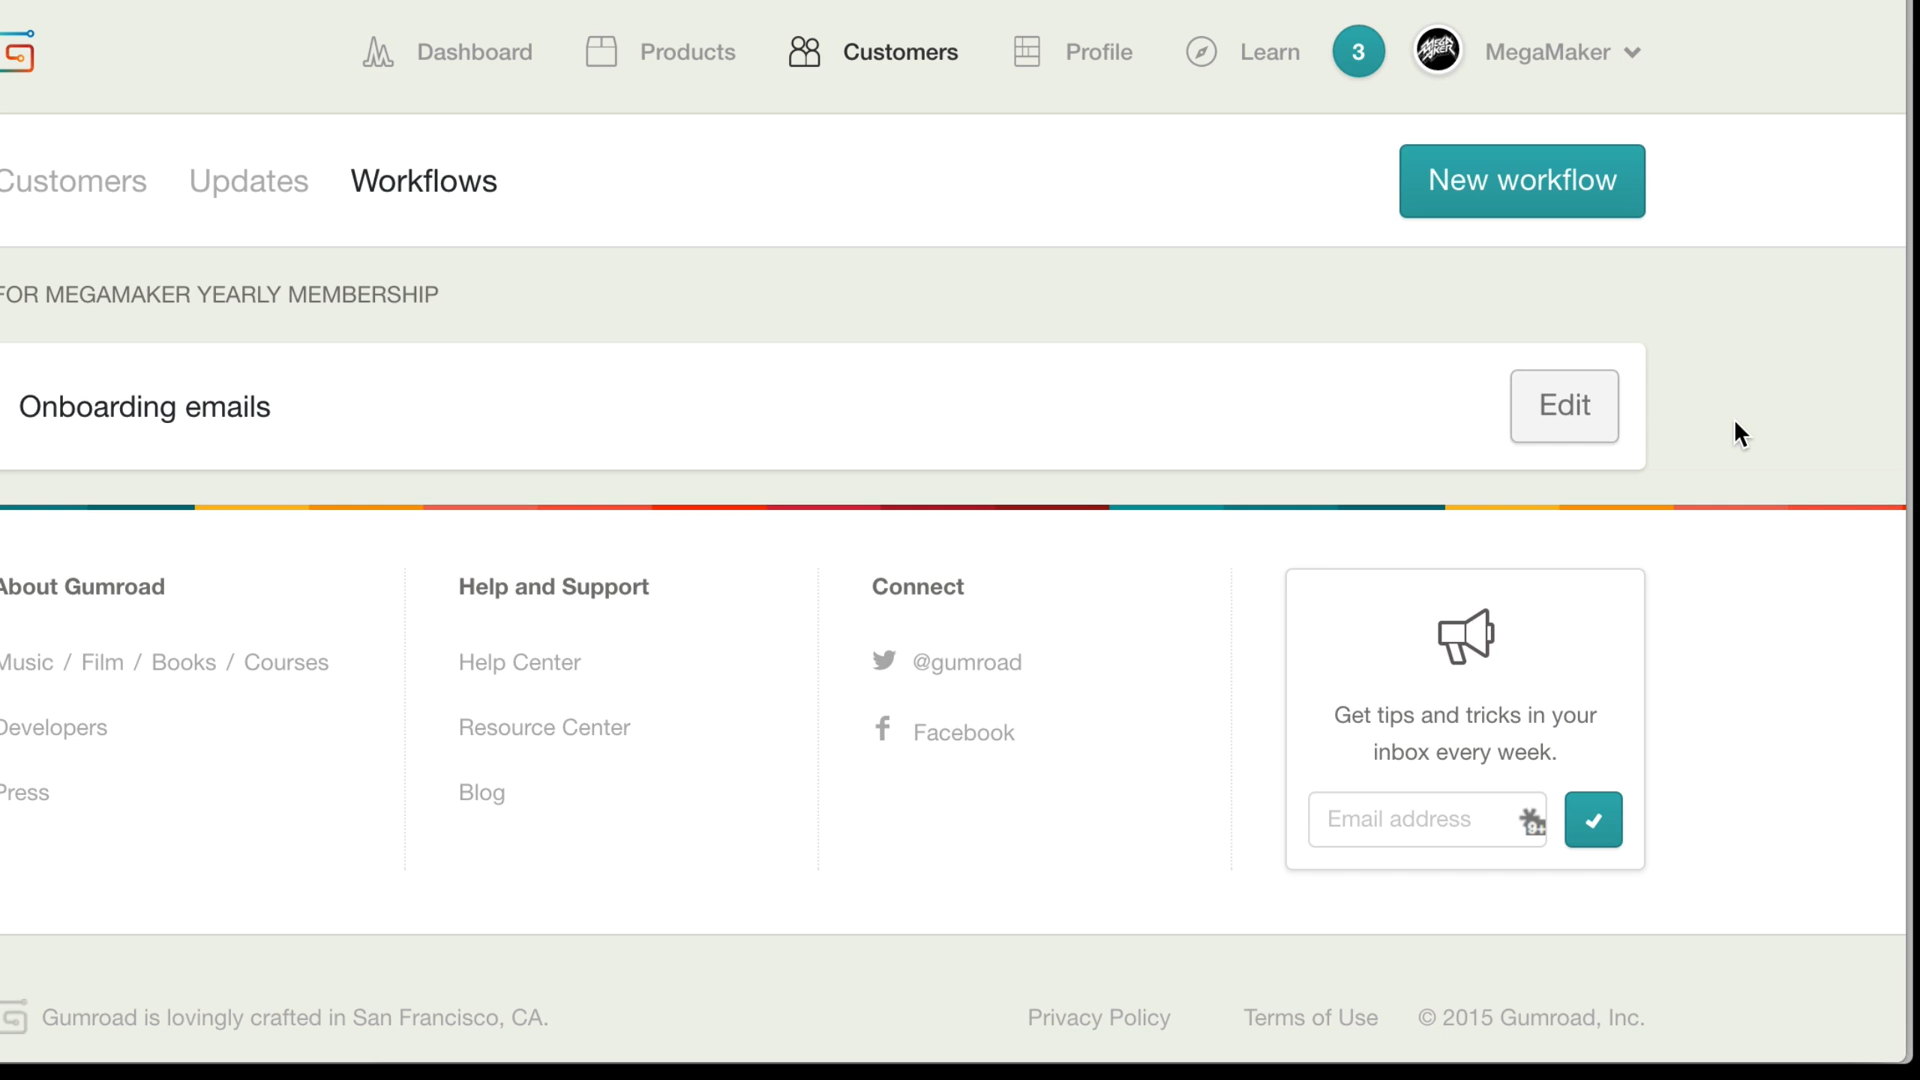 Dashboard Products Customers Profile Learn 3 MegaMaker
Customers Updates Workflows New workflow
FOR MEGAMAKER YEARLY MEMBERSHIP
Onboarding emails Edit
About Gumroad Help and Support Connect
Music / Film / Books / Courses Help Center @gumroad
Developers Resource Center Facebook
Press Blog
Get tips and tricks in your
inbox every week.
Email address 9+
Gumroad is lovingly crafted in San Francisco, CA. Privacy Policy Terms of Use © 2015 Gumroad, Inc.